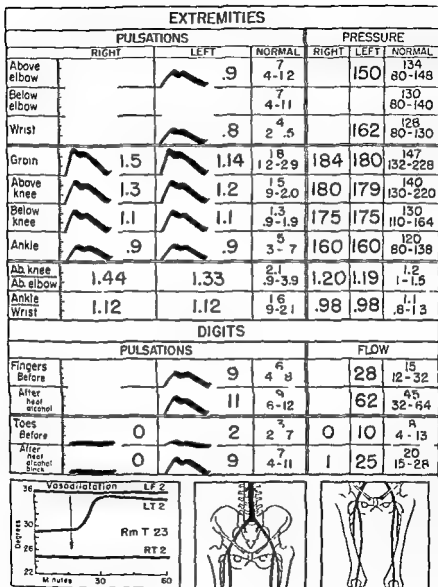 EXTREMITIES
PULSATIONS PRESSURE
RIGHT LEFT NORMAL RIGHT LEFT NORMAL
Above elbow .9 7 4-12 150 134 80-148
Below elbow 7 4-11 130 80-140
Wrist .8 4 2 .5 162 128 80-130
Groin 1.5 1.14 18 12-29 184 180 147 132-228
Above knee 1.3 1.2 15 9-2.0 180 179 140 130-220
Below knee 1.1 1.1 1.3 .9-1.9 175 175 130 110-164
Ankle .9 .9 5 3-7 160 160 120 80-138
Ab. knee Ab. elbow 1.44 1.33 2.1 .9-3.9 1.20 1.19 1.2 1-1.5
Ankle Wrist 1.12 1.12 16 9-21 .98 .98 1.1 .8-1.3
DIGITS
PULSATIONS FLOW
Fingers Before 9 6 4 8 28 15 12-32
After heat alcohol 11 9 6-12 62 45 32-64
Toes Before 0 2 3 2 7 0 10 8 4-13
After heat alcohol block 0 9 7 4-11 1 25 20 15-28
Vasodilatation LF 2
LT 2
Rm T 23
RT 2
Degrees
36
30
26
22
Minutes 30 60